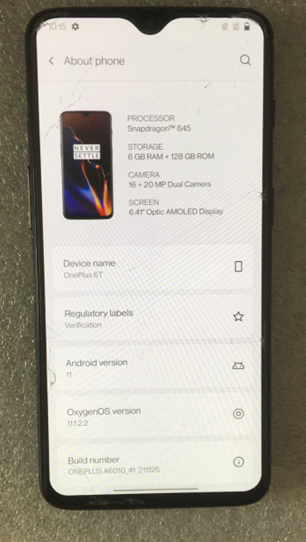 10:15
About phone
PROCESSOR
Snapdragon™ 845
STORAGE
6 GB RAM + 128 GB ROM
CAMERA
16 + 20 MP Dual Camera
SCREEN
6.41" Optic AMOLED Display
NEVER
SETTLE
Device name
OnePlus 6T
Regulatory labels
Verification
Android version
11
OxygenOS version
11.1.2.2
Build number
ONEPLUS A6010_41_211125